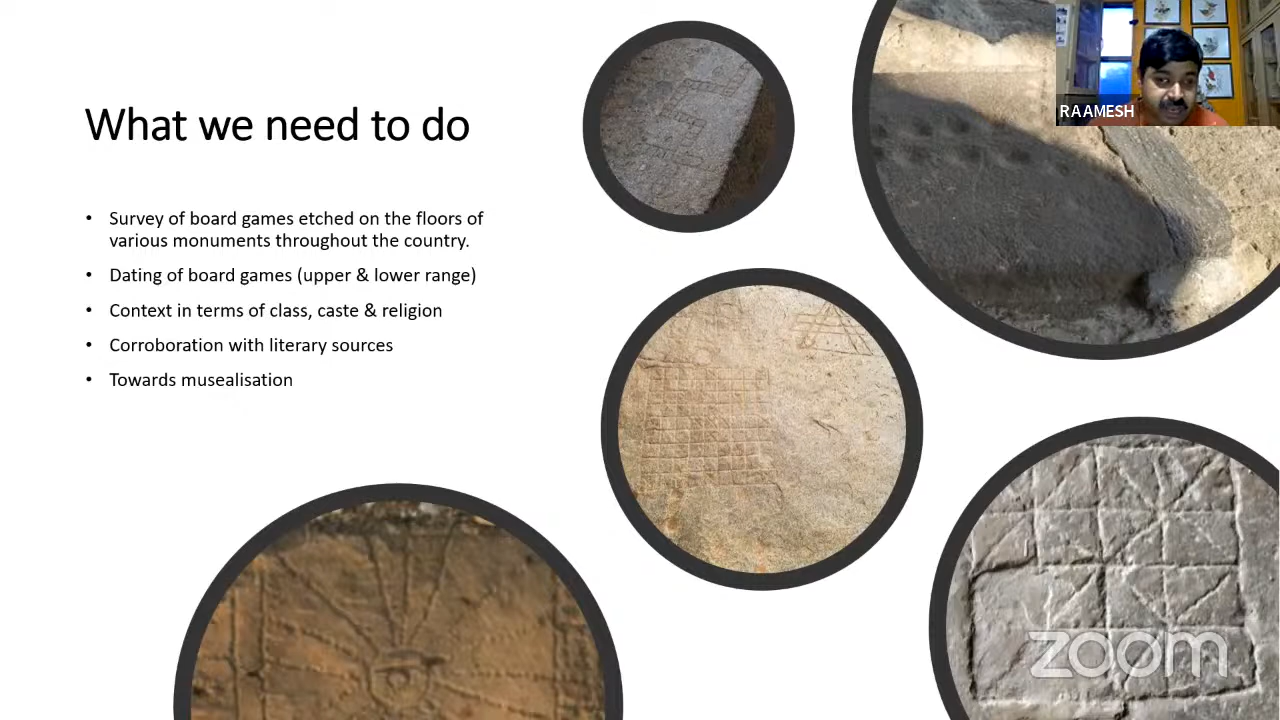 What we need to do
• Survey of board games etched on the floors of
various monuments throughout the country.
• Dating of board games (upper & lower range)
• Context in terms of class, caste & religion
• Corroboration with literary sources
• Towards musealisation
RAAMESH
zoom